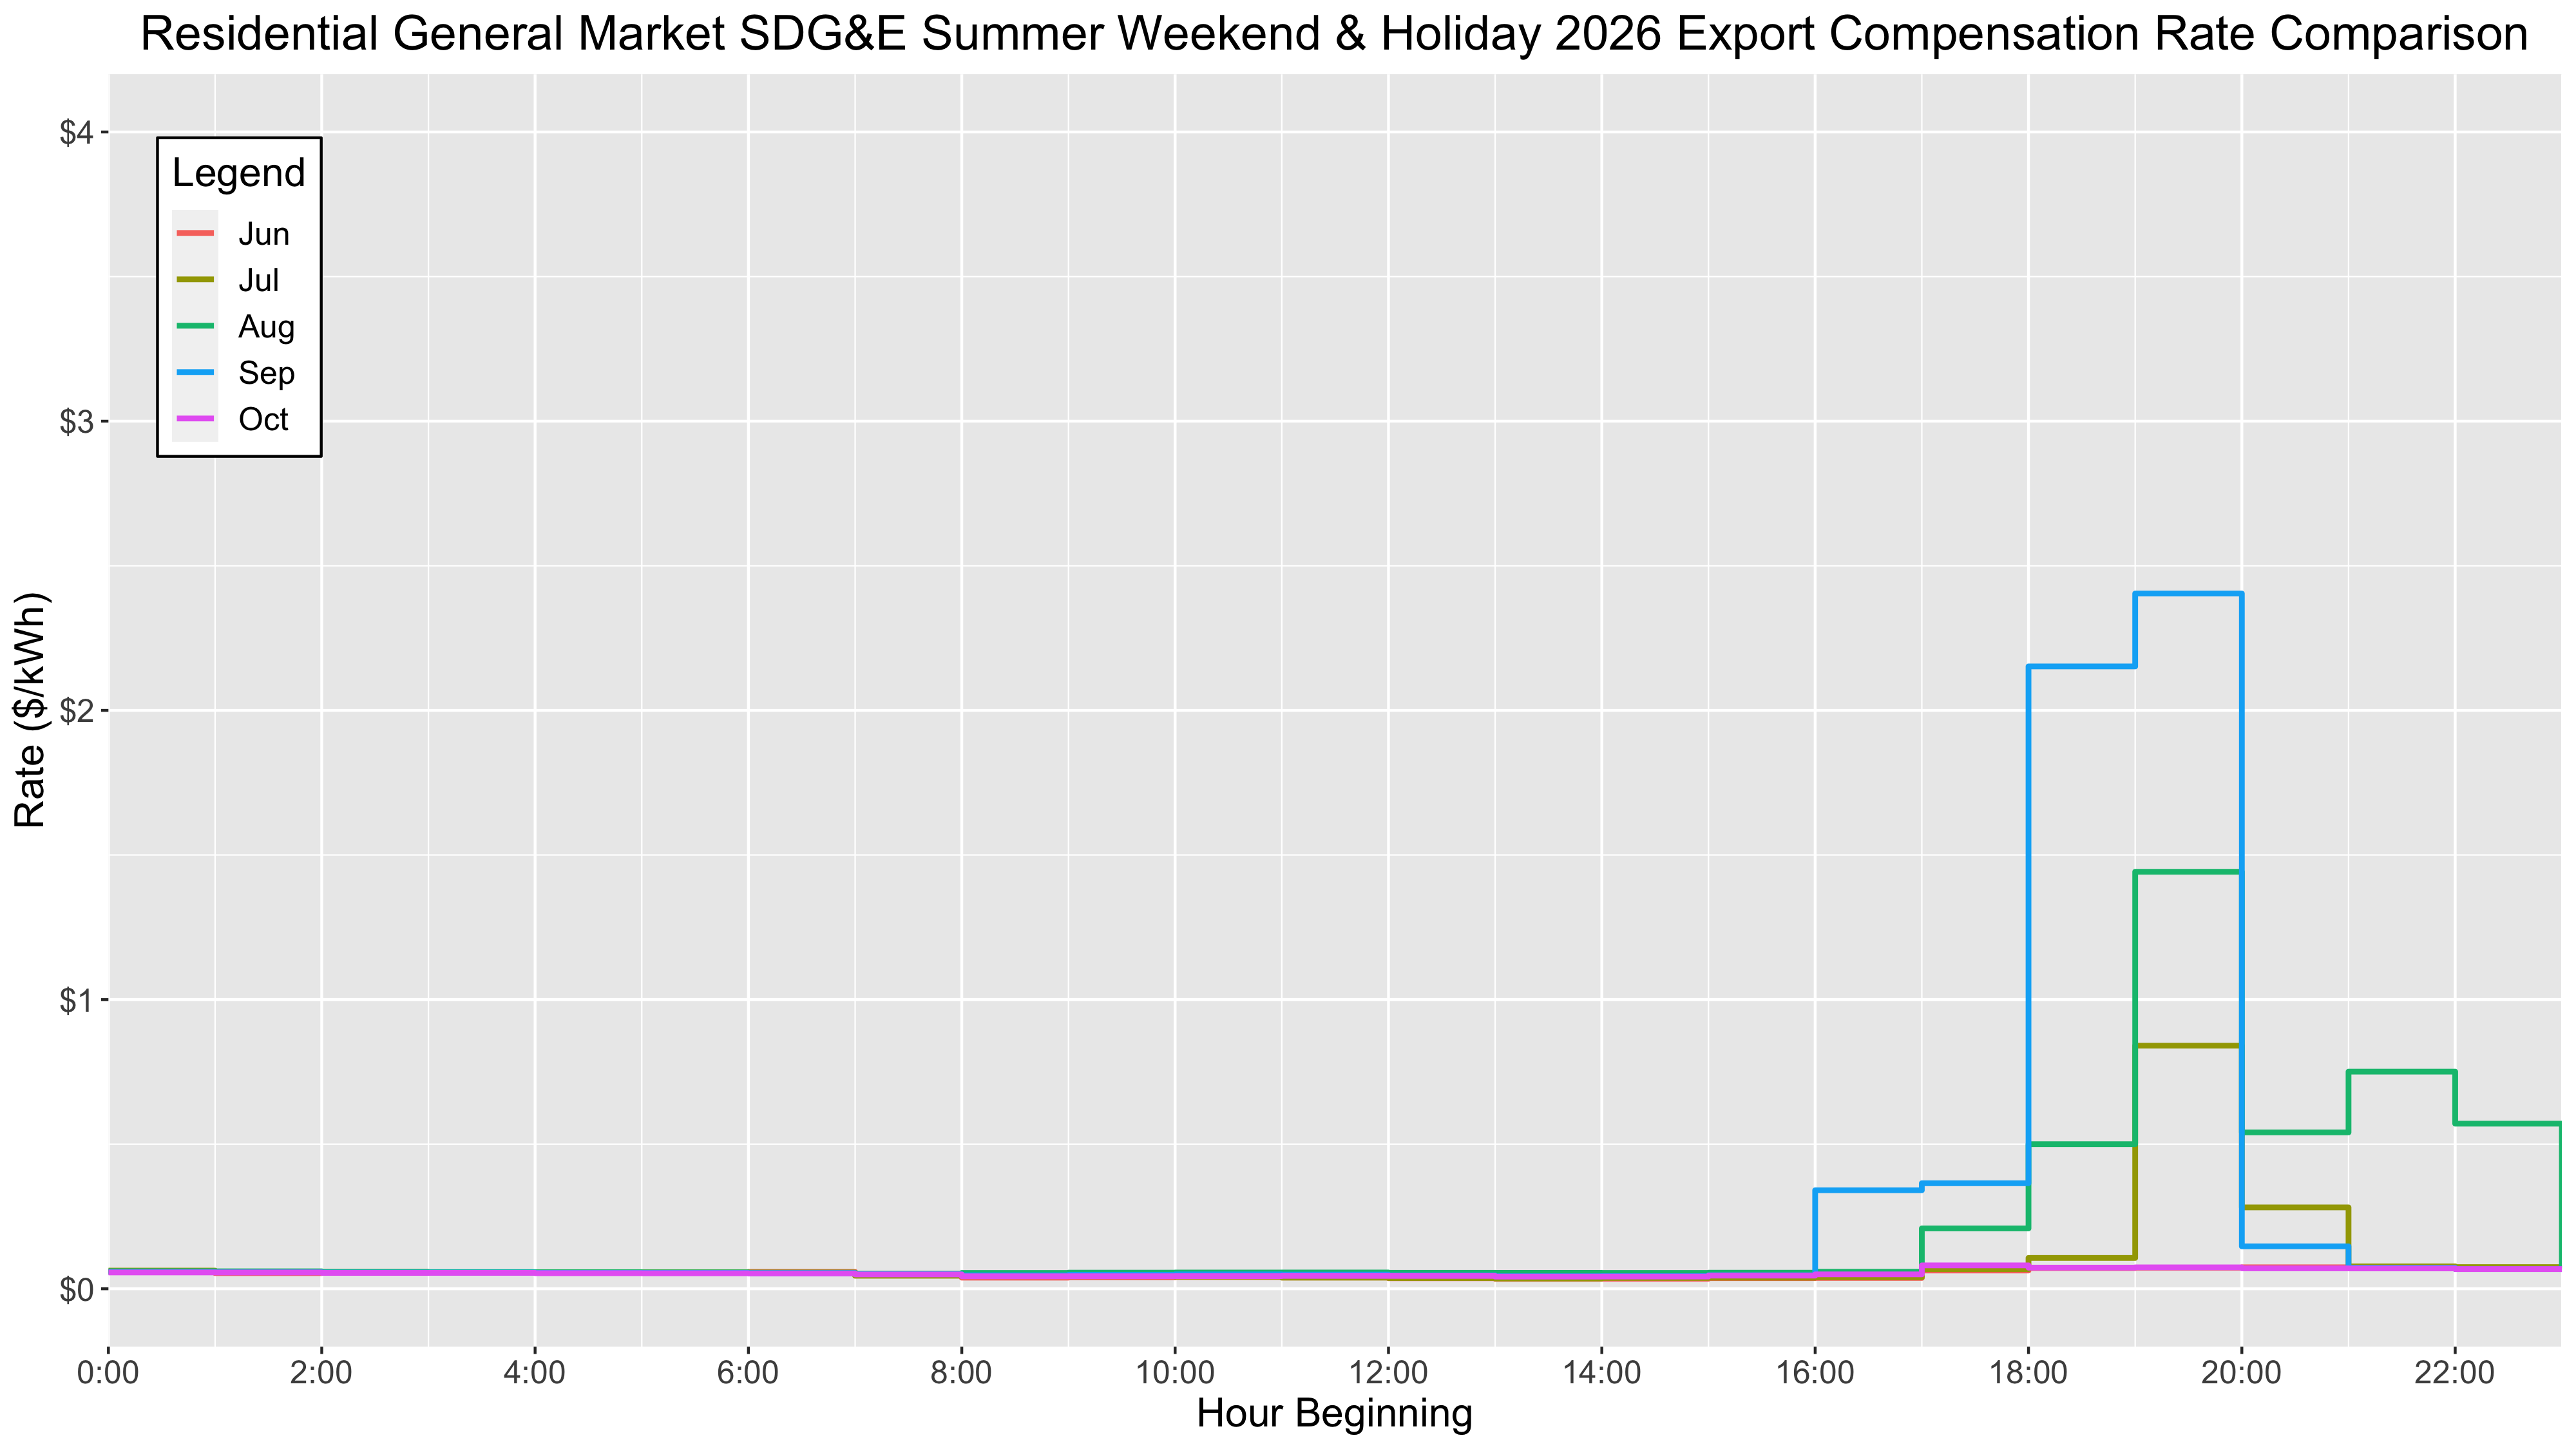 Residential General Market SDG&E Summer Weekend & Holiday 2026 Export Compensation Rate Comparison
$4
$3
$2
$1
$0
Rate ($/kWh)
Legend
Jun
Jul
Aug
Sep
Oct
0:00 2:00 4:00 6:00 8:00 10:00 12:00 14:00 16:00 18:00 20:00 22:00
Hour Beginning